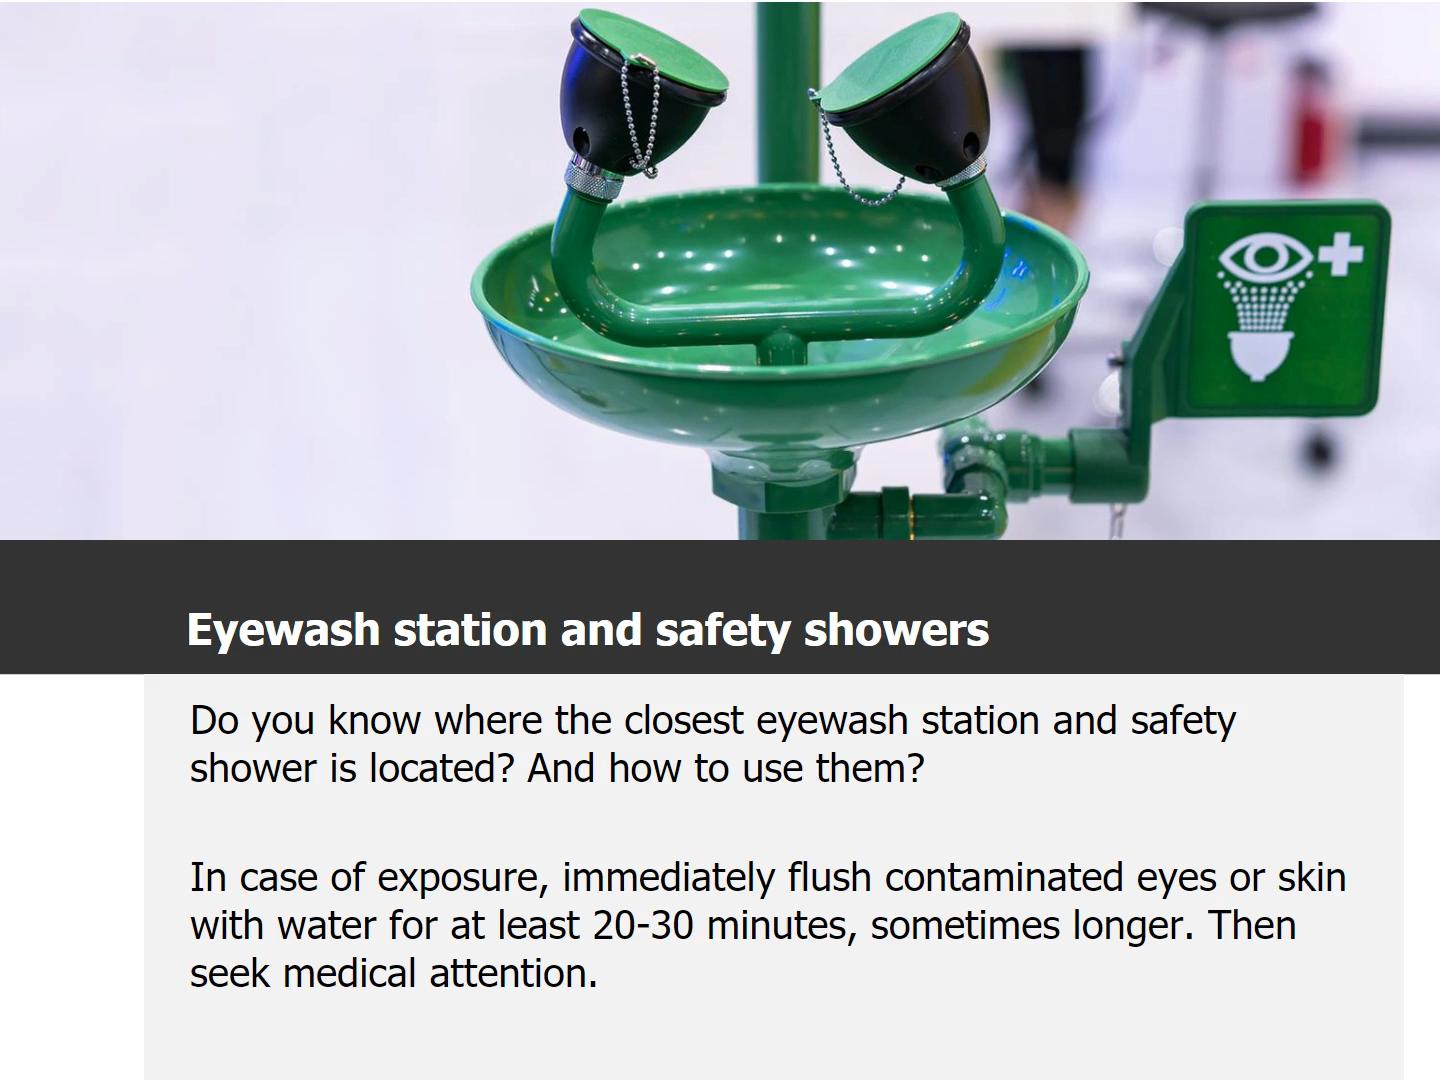 Eyewash station and safety showers
Do you know where the closest eyewash station and safety
shower is located? And how to use them?
In case of exposure, immediately flush contaminated eyes or skin
with water for at least 20-30 minutes, sometimes longer. Then
seek medical attention.